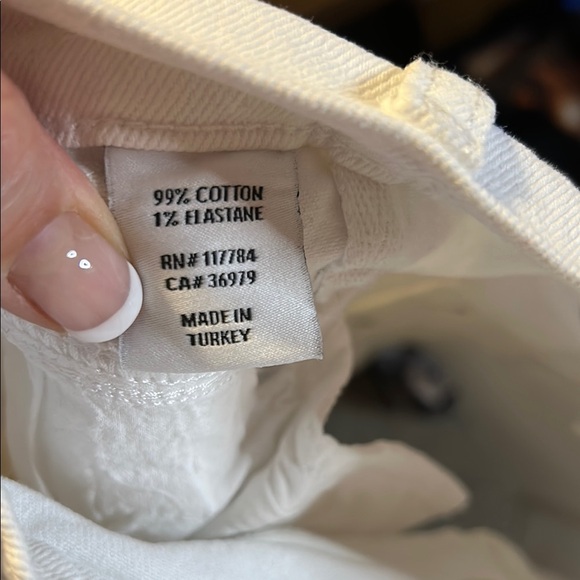 99% COTTON
1% ELASTANE
RN# 117784
CA# 36979
MADE IN
TURKEY